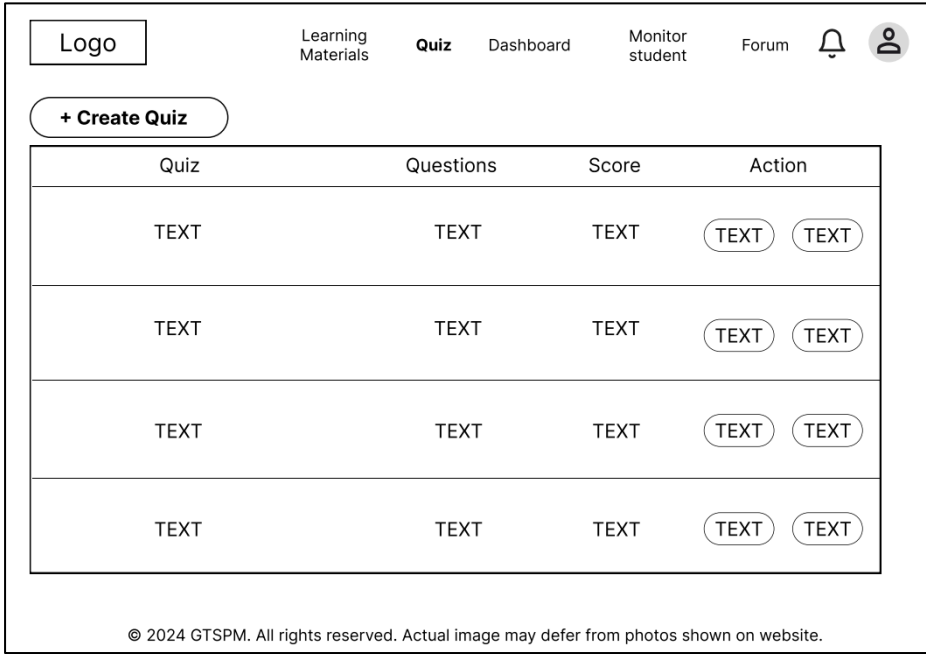 Logo
Learning
Materials
Quiz
Dashboard
Monitor
student
Forum
+ Create Quiz
Quiz Questions Score Action
TEXT TEXT TEXT TEXT TEXT
TEXT TEXT TEXT TEXT TEXT
TEXT TEXT TEXT TEXT TEXT
TEXT TEXT TEXT TEXT TEXT
© 2024 GTSPM. All rights reserved. Actual image may defer from photos shown on website.